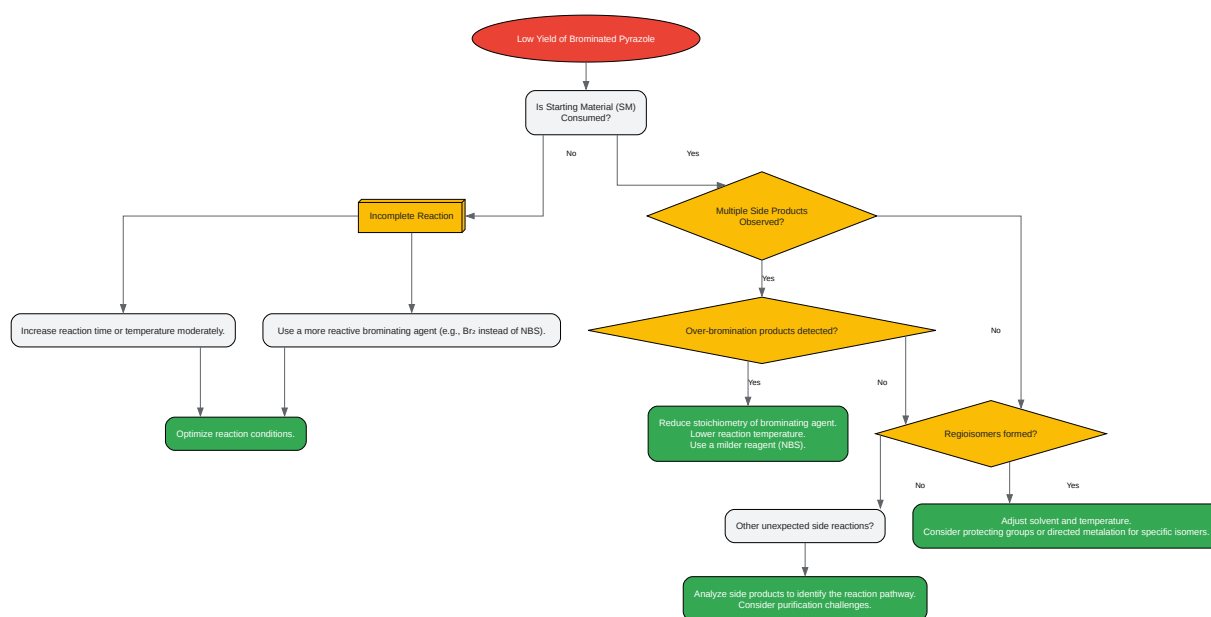 Low Yield of Brominated Pyrazole
Is Starting Material (SM)
Consumed?
No
Yes
Incomplete Reaction
Multiple Side Products
Observed?
Yes
Increase reaction time or temperature moderately.
Use a more reactive brominating agent (e.g., Br₂ instead of NBS).
Over-bromination products detected?
No
Yes
No
Optimize reaction conditions.
Reduce stoichiometry of brominating agent.
Lower reaction temperature.
Use a milder reagent (NBS).
Regioisomers formed?
No
Yes
Other unexpected side reactions?
Adjust solvent and temperature.
Consider protecting groups or directed metalation for specific isomers.
Analyze side products to identify the reaction pathway.
Consider purification challenges.